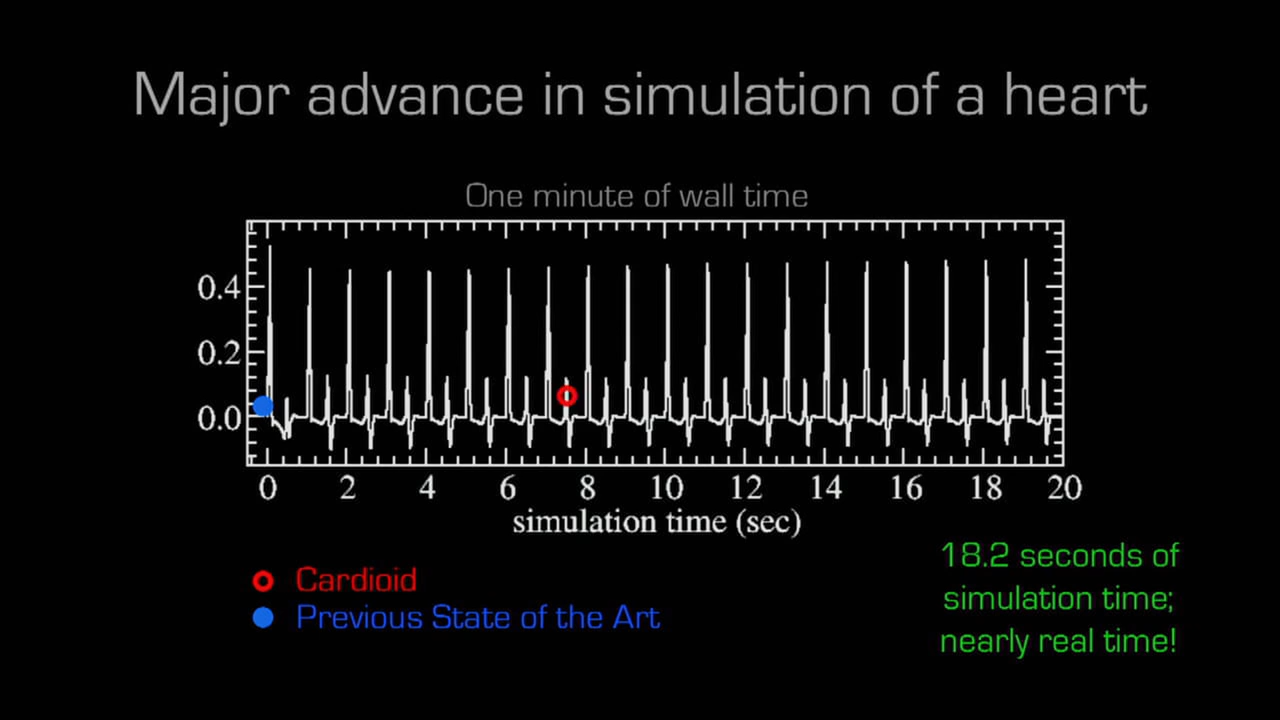 Major advance in simulation of a heart
One minute of wall time
0.4
0.2
0.0
0 2 4 6 8 10 12 14 16 18 20
simulation time (sec)
Cardioid
Previous State of the Art
18.2 seconds of
simulation time;
nearly real time!